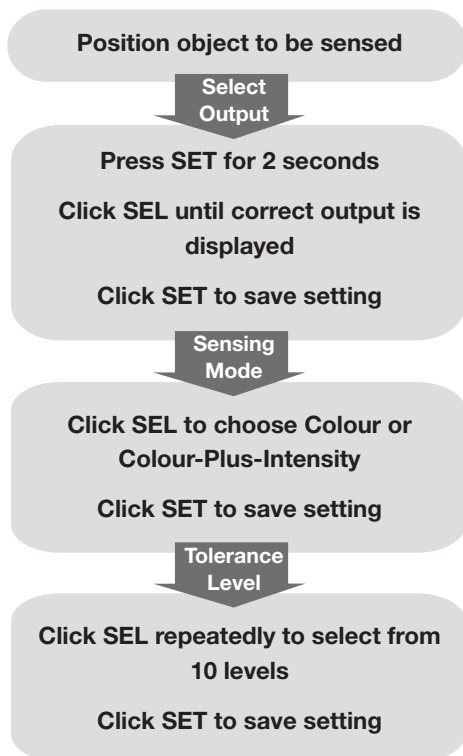 Position object to be sensed
Select
Output
Press SET for 2 seconds
Click SEL until correct output is
displayed
Click SET to save setting
Sensing
Mode
Click SEL to choose Colour or
Colour-Plus-Intensity
Click SET to save setting
Tolerance
Level
Click SEL repeatedly to select from
10 levels
Click SET to save setting